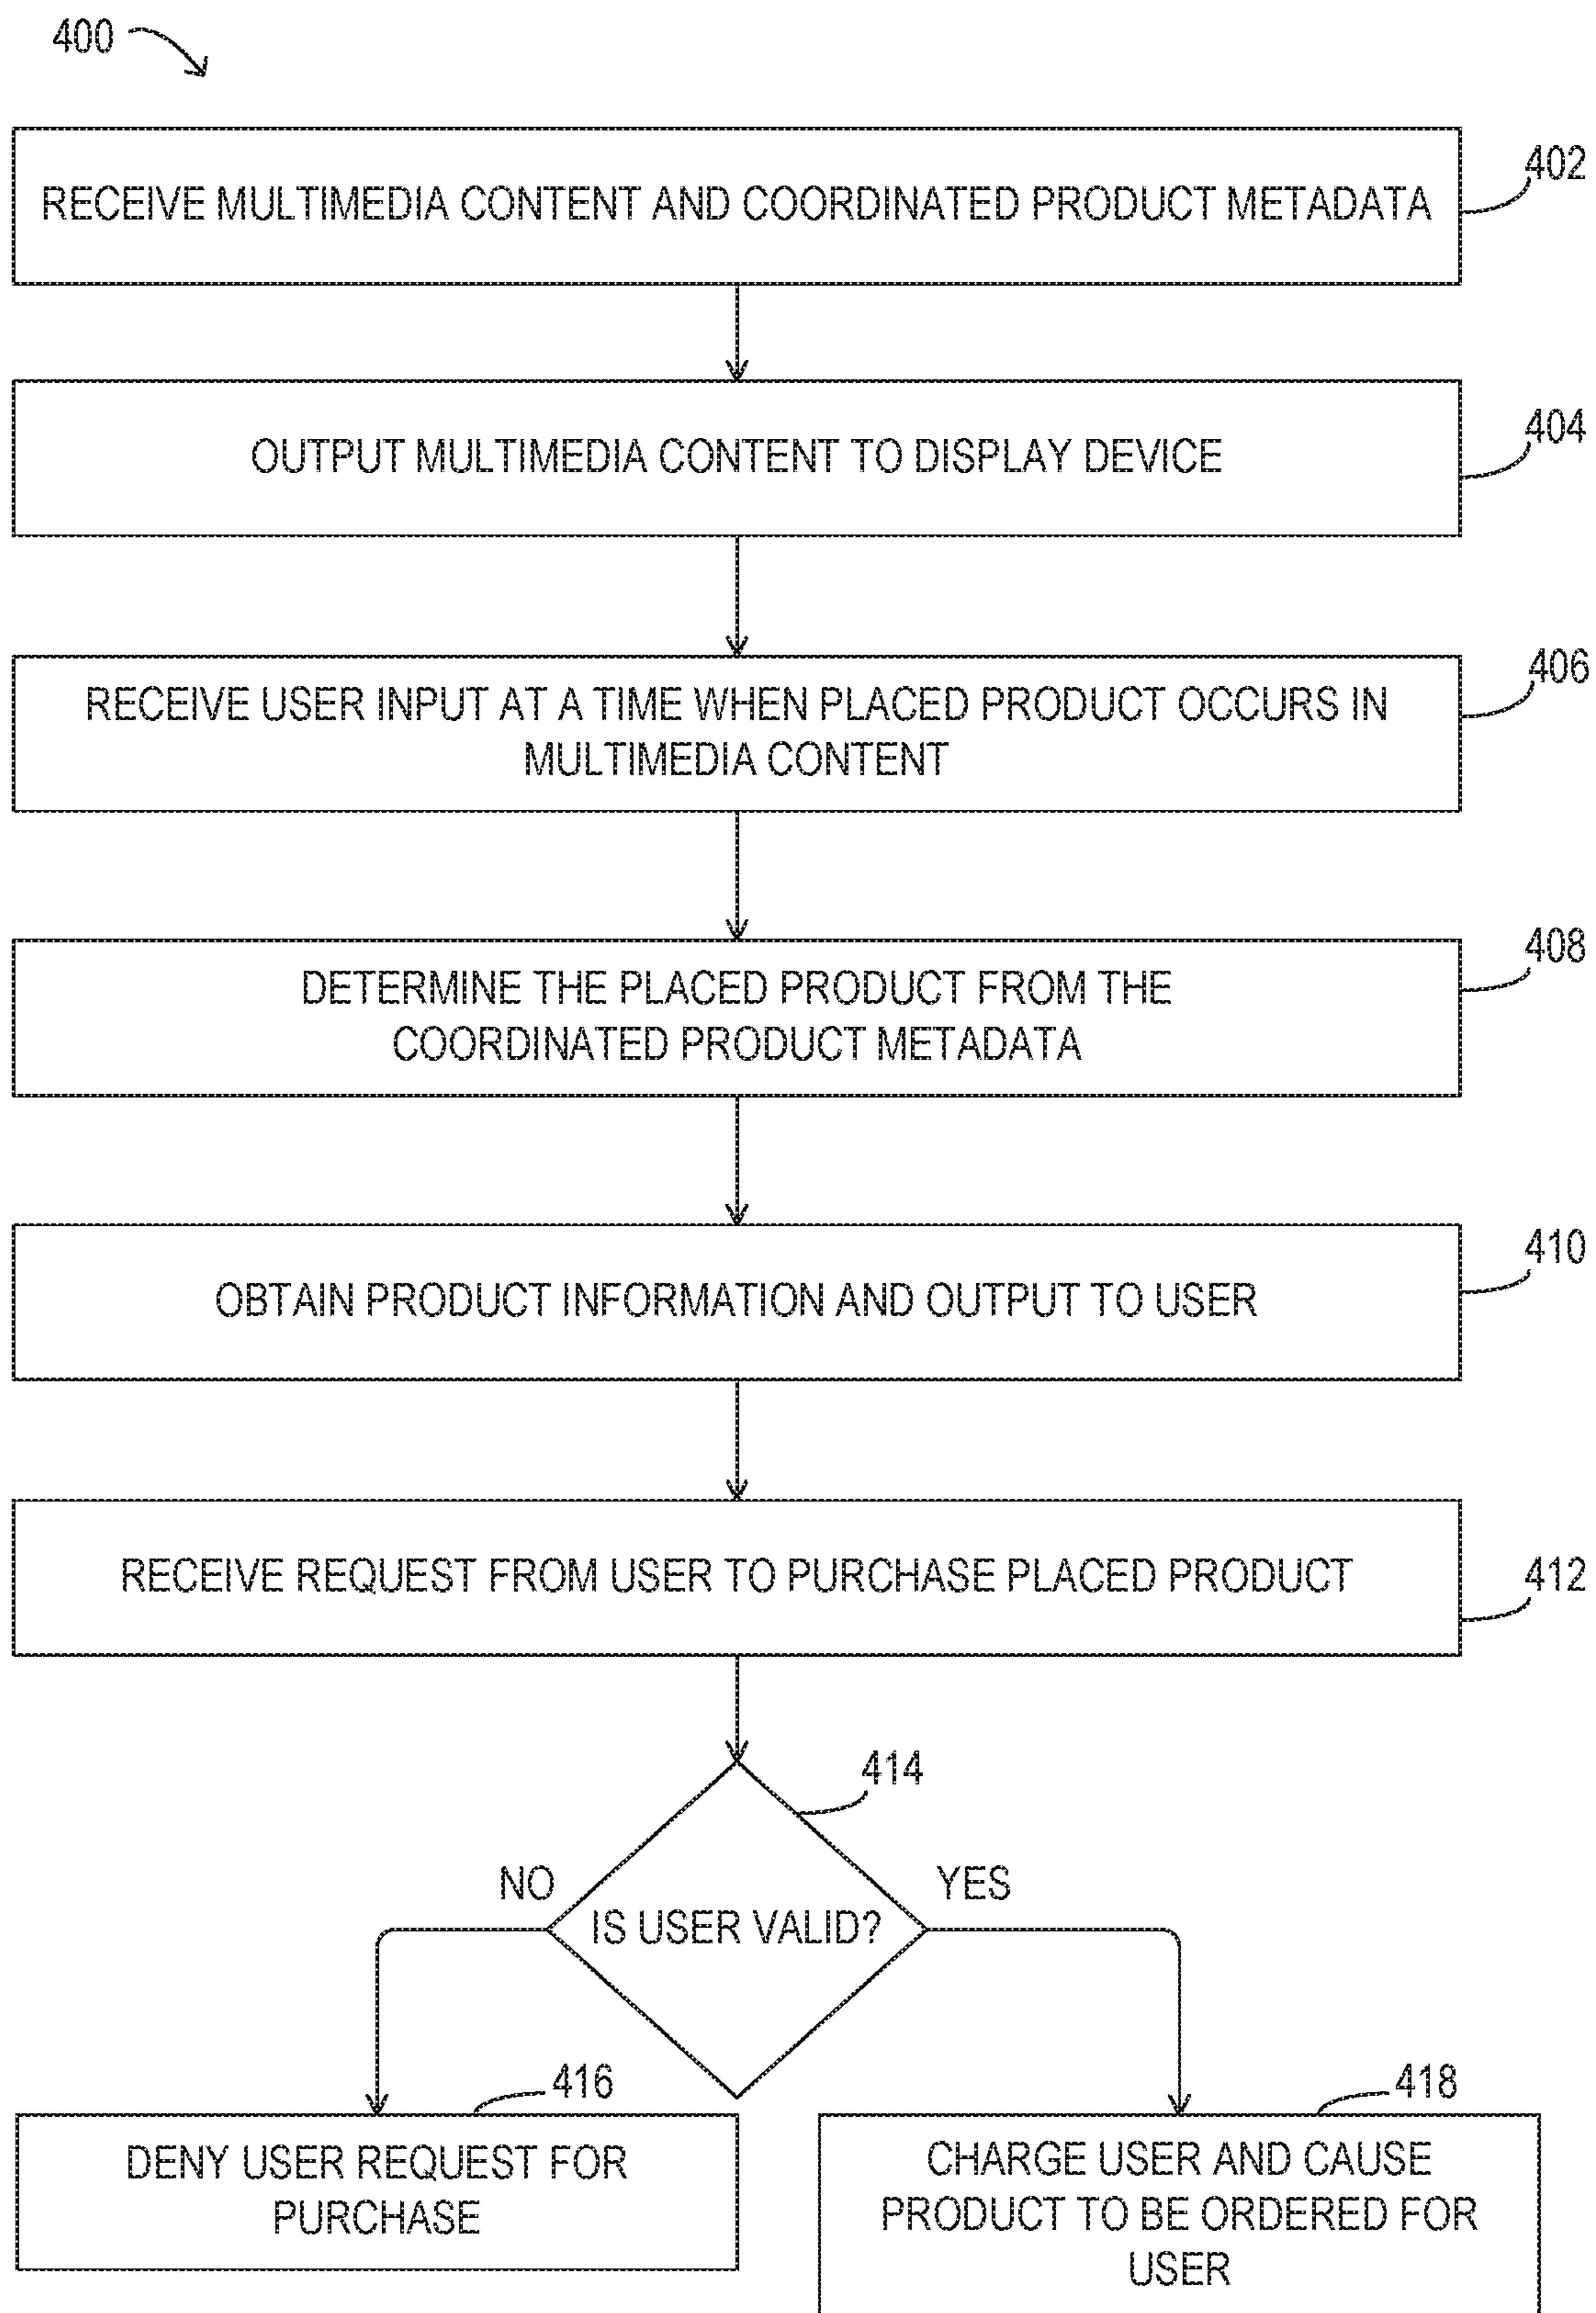 400
RECEIVE MULTIMEDIA CONTENT AND COORDINATED PRODUCT METADATA
402
OUTPUT MULTIMEDIA CONTENT TO DISPLAY DEVICE
404
RECEIVE USER INPUT AT A TIME WHEN PLACED PRODUCT OCCURS IN
MULTIMEDIA CONTENT
406
DETERMINE THE PLACED PRODUCT FROM THE
COORDINATED PRODUCT METADATA
408
OBTAIN PRODUCT INFORMATION AND OUTPUT TO USER
410
RECEIVE REQUEST FROM USER TO PURCHASE PLACED PRODUCT
412
414
NO
YES
IS USER VALID?
416
418
DENY USER REQUEST FOR
PURCHASE
CHARGE USER AND CAUSE
PRODUCT TO BE ORDERED FOR
USER